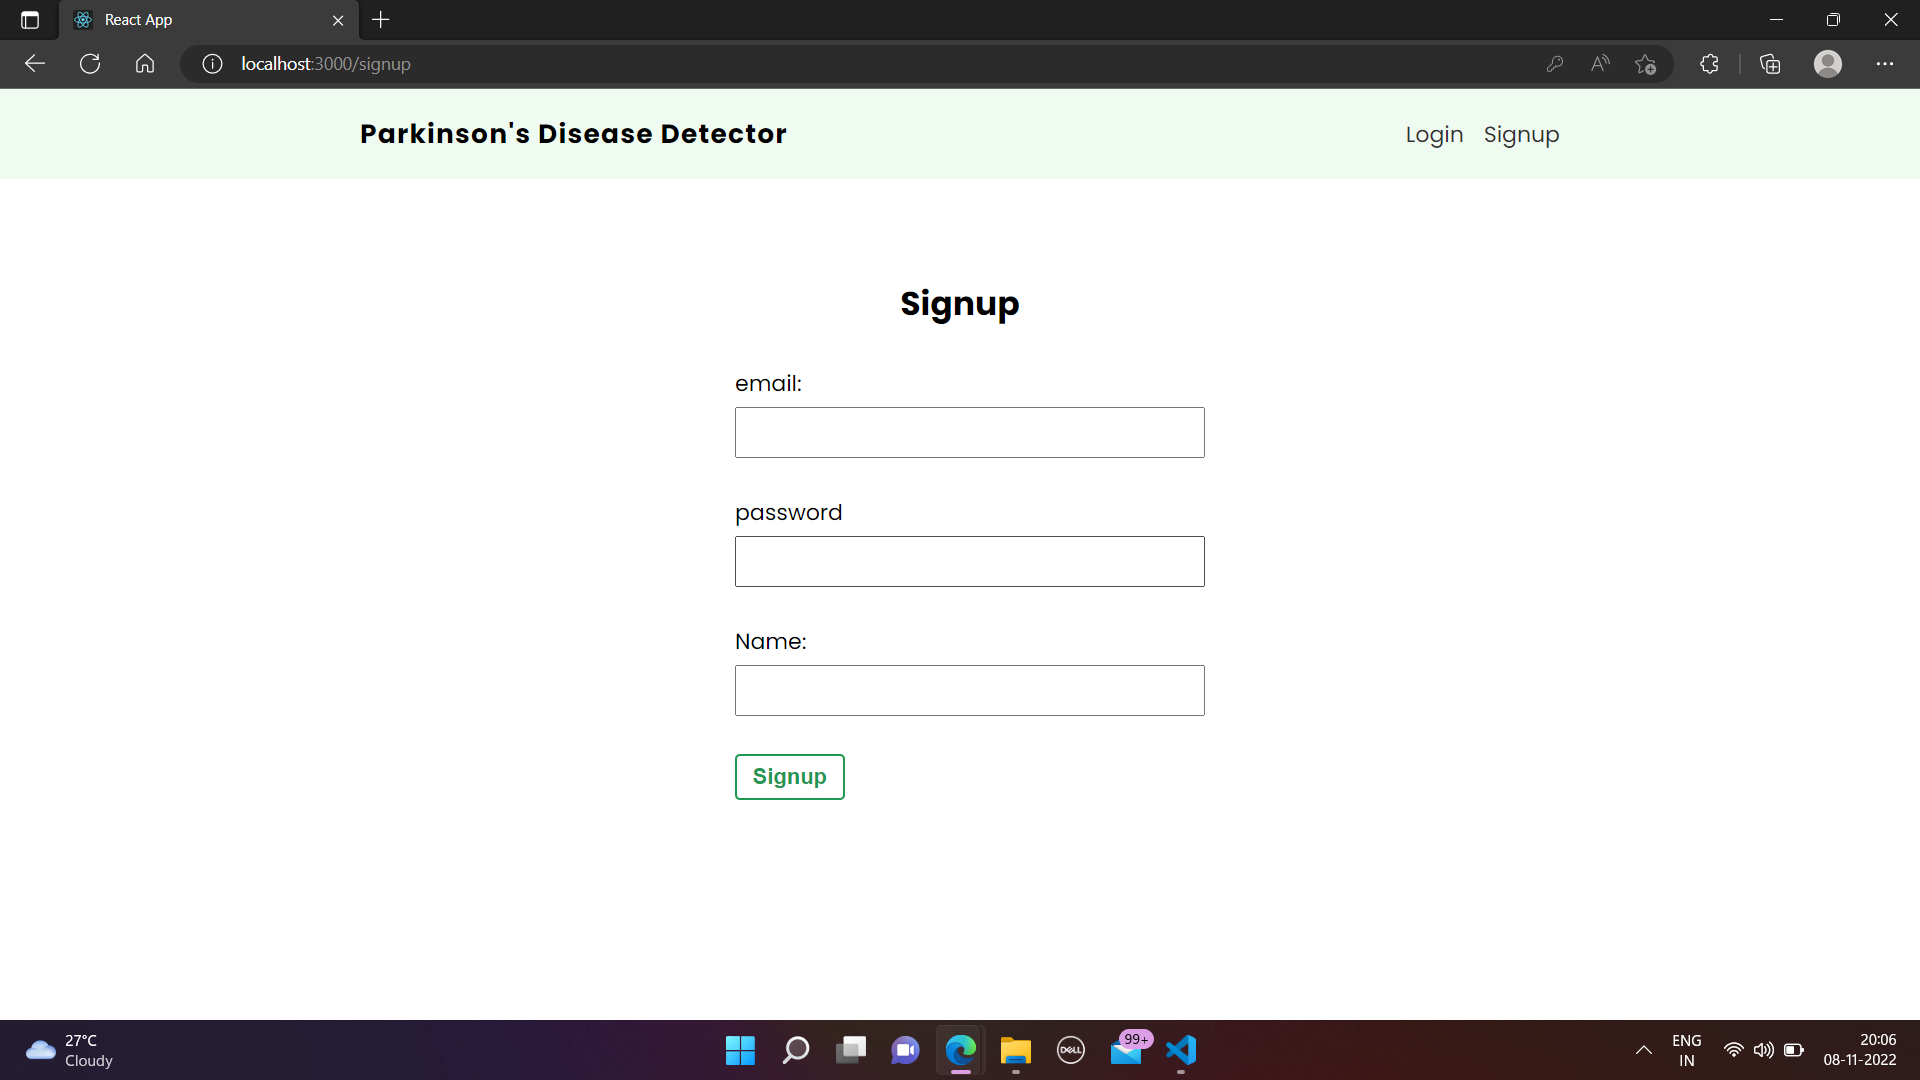 React App
localhost:3000/signup
Parkinson's Disease Detector
Login Signup
Signup
email:
password
Name:
Signup
27°C
Cloudy
DELL
99+
ENG
IN
20:06
08-11-2022